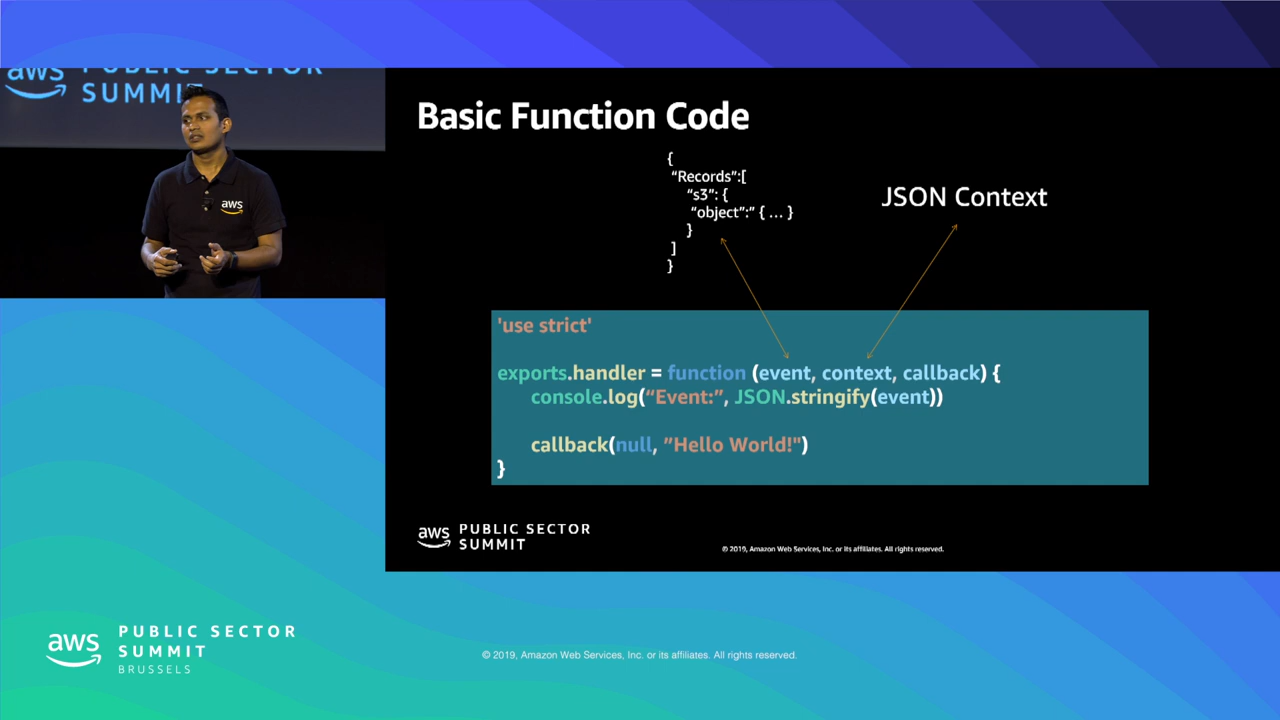 aws PUBLIC SECTOR
SUMMIT
aws
Basic Function Code
{
“Records”:[
“s3”: {
“object”:” { ... }
}
]
}
JSON Context
'use strict'
exports.handler = function (event, context, callback) {
console.log(“Event:”, JSON.stringify(event))
callback(null, ”Hello World!")
}
aws PUBLIC SECTOR
SUMMIT
© 2019, Amazon Web Services, Inc. or its affiliates. All rights reserved.
aws PUBLIC SECTOR
SUMMIT
BRUSSELS
© 2019, Amazon Web Services, Inc. or its affiliates. All rights reserved.